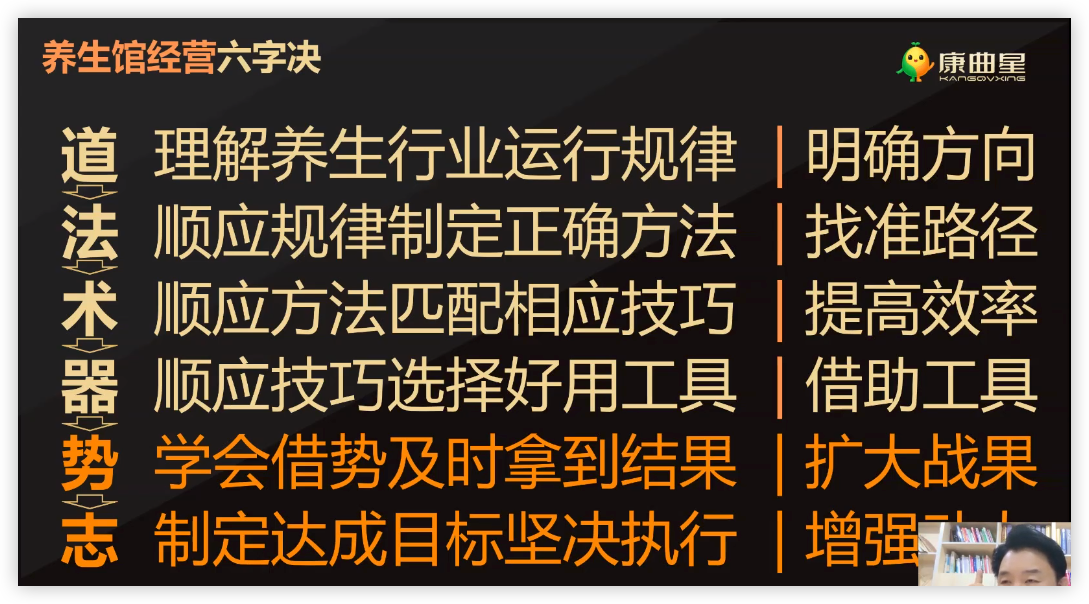 养生馆经营六字决
康曲星
KANGQVXING
道 理解养生行业运行规律 | 明确方向
法 顺应规律制定正确方法 | 找准路径
术 顺应方法匹配相应技巧 | 提高效率
器 顺应技巧选择好用工具 | 借助工具
势 学会借势及时拿到结果 | 扩大战果
志 制定达成目标坚决执行 | 增强